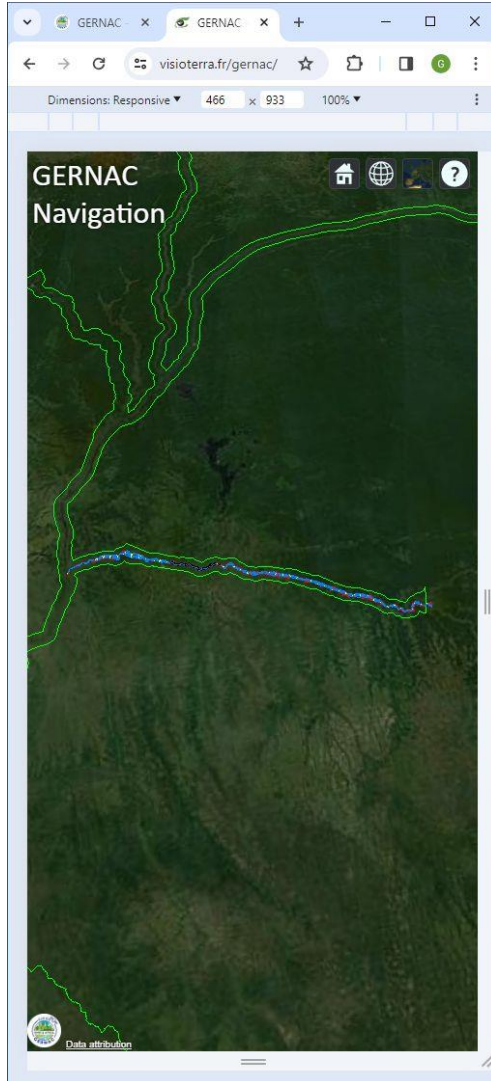 GERNAC
GERNAC
visioterra.fr/gernac/
G
Dimensions: Responsive
466
×
933
100%
GERNAC
Navigation
?
Data attribution